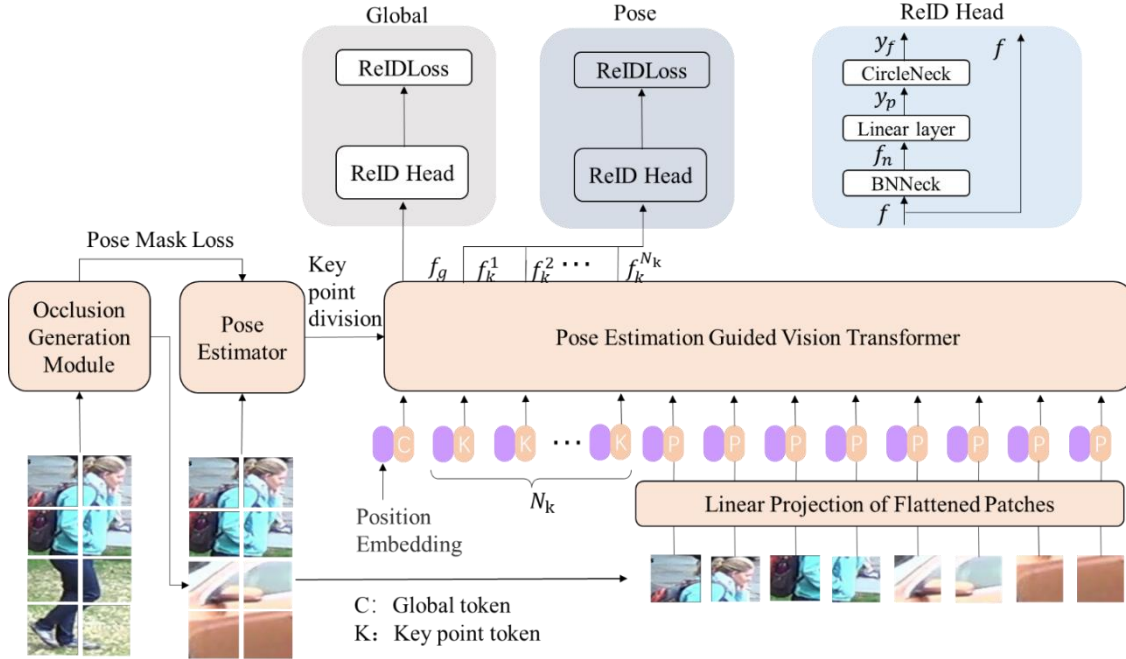 Global
Pose
ReID Head
ReIDLoss
ReID Head
ReIDLoss
ReID Head
y_f
f
CircleNeck
y_p
Linear layer
f_n
BNNeck
f
Pose Mask Loss
Key
point
division
f_g
f_k^1
f_k^2
···
f_k^{N_k}
Occlusion
Generation
Module
Pose
Estimator
Pose Estimation Guided Vision Transformer
C K K ··· K P P P P P P P P
N_k
Position
Embedding
Linear Projection of Flattened Patches
C: Global token
K: Key point token